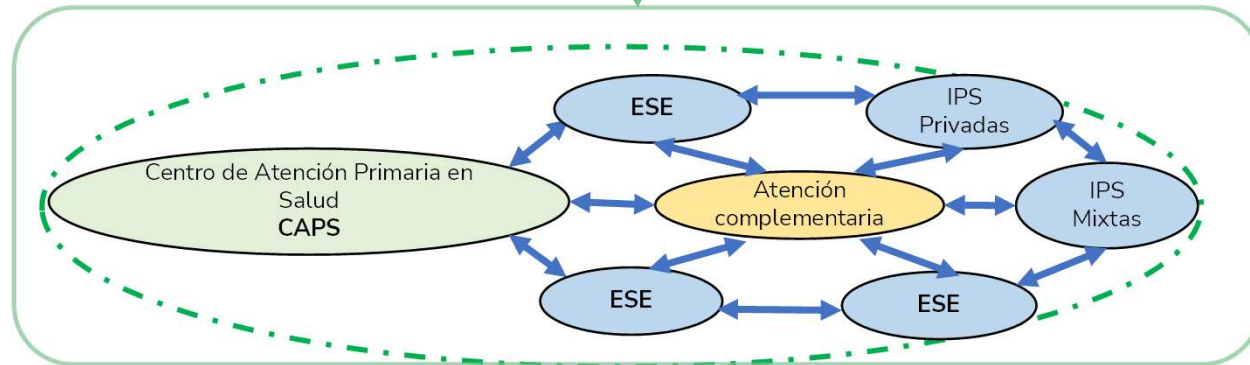 ESE
IPS
Privadas
Centro de Atención Primaria en
Salud
CAPS
Atención
complementaria
IPS
Mixtas
ESE
ESE